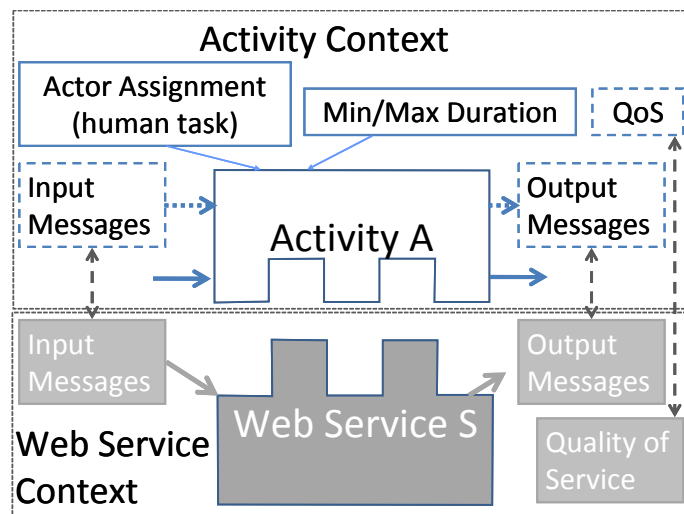 Activity Context
Actor Assignment
(human task)
Min/Max Duration
QoS
Input
Messages
Activity A
Output
Messages
Input
Messages
Web Service S
Output
Messages
Web Service
Context
Quality of
Service